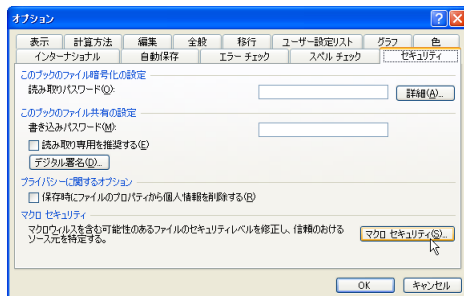 オプション
表示 計算方法 編集 全般 移行 ユーザー設定リスト グラフ 色
インターナショナル 自動保存 エラー チェック スペル チェック セキュリティ
このブックのファイル暗号化の設定
読み取りパスワード(O): 詳細(A)...
このブックのファイル共有の設定
書き込みパスワード(M):
読み取り専用を推奨する(E)
デジタル署名(D)...
プライバシーに関するオプション
保存時にファイルのプロパティから個人情報を削除する(R)
マクロ セキュリティ
マクロウィルスを含む可能性のあるファイルのセキュリティレベルを修正し、信頼のおける
ソース元を特定する。
マクロ セキュリティ(S)...
OK キャンセル